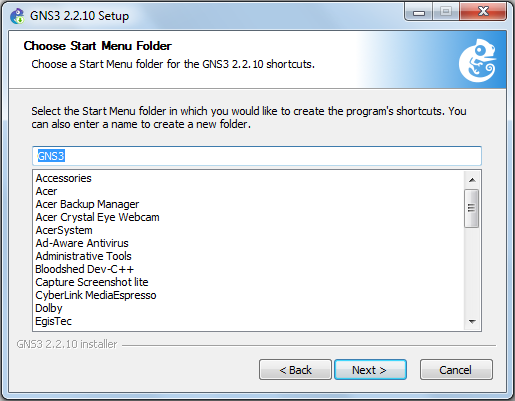 GNS3 2.2.10 Setup
Choose Start Menu Folder
Choose a Start Menu folder for the GNS3 2.2.10 shortcuts.
Select the Start Menu folder in which you would like to create the program's shortcuts. You
can also enter a name to create a new folder.
GNS3
Accessories
Acer
Acer Backup Manager
Acer Crystal Eye Webcam
AcerSystem
Ad-Aware Antivirus
Administrative Tools
Bloodshed Dev-C++
Capture Screenshot lite
CyberLink MediaEspresso
Dolby
EgisTec
GNS3 2.2.10 installer
< Back
Next >
Cancel